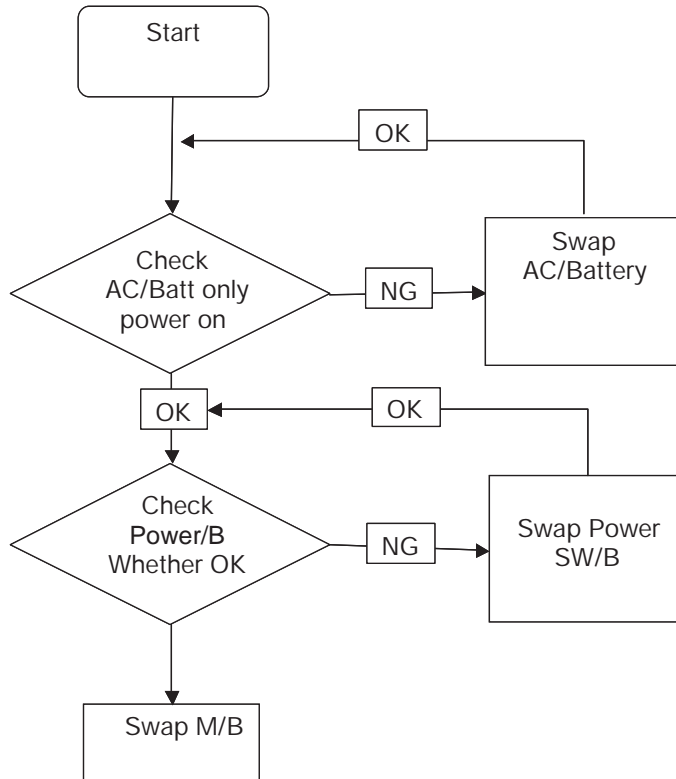 Start
OK
Check
AC/Batt only
power on
NG
Swap
AC/Battery
OK
OK
Check
Power/B
Whether OK
NG
Swap Power
SW/B
Swap M/B